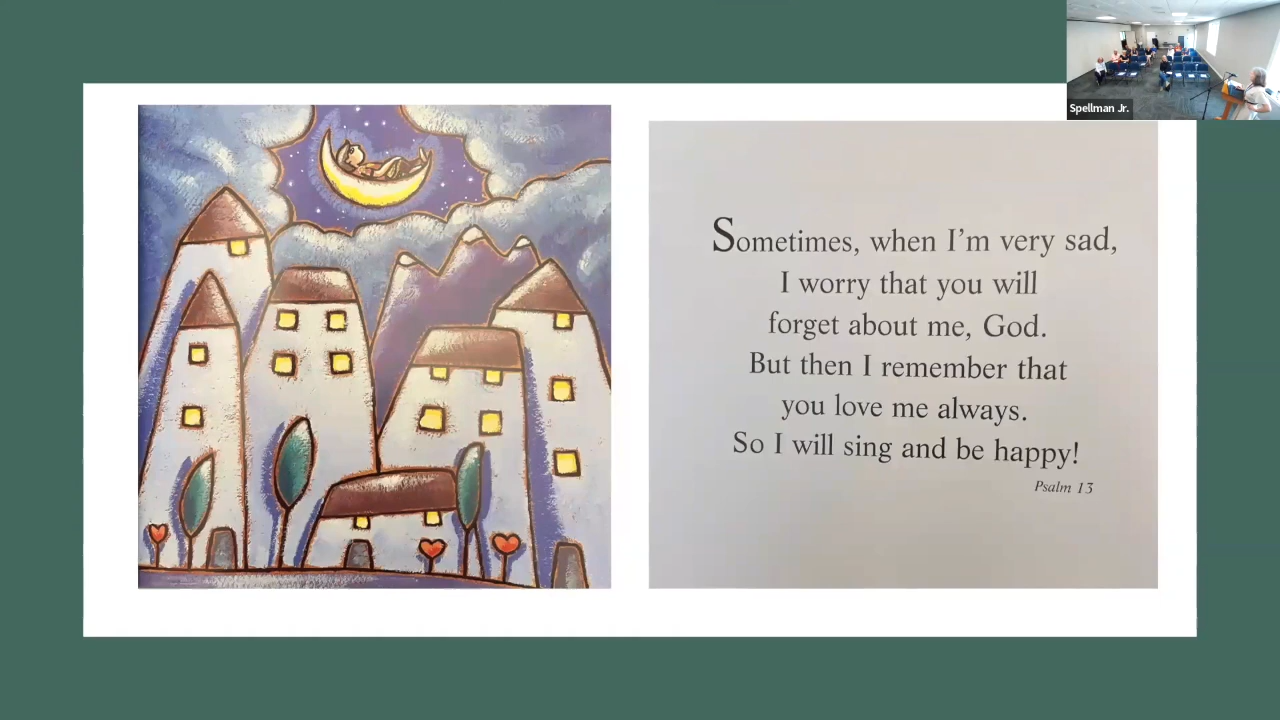 Spellman Jr.
Sometimes, when I'm very sad,
I worry that you will
forget about me, God.
But then I remember that
you love me always.
So I will sing and be happy!
Psalm 13